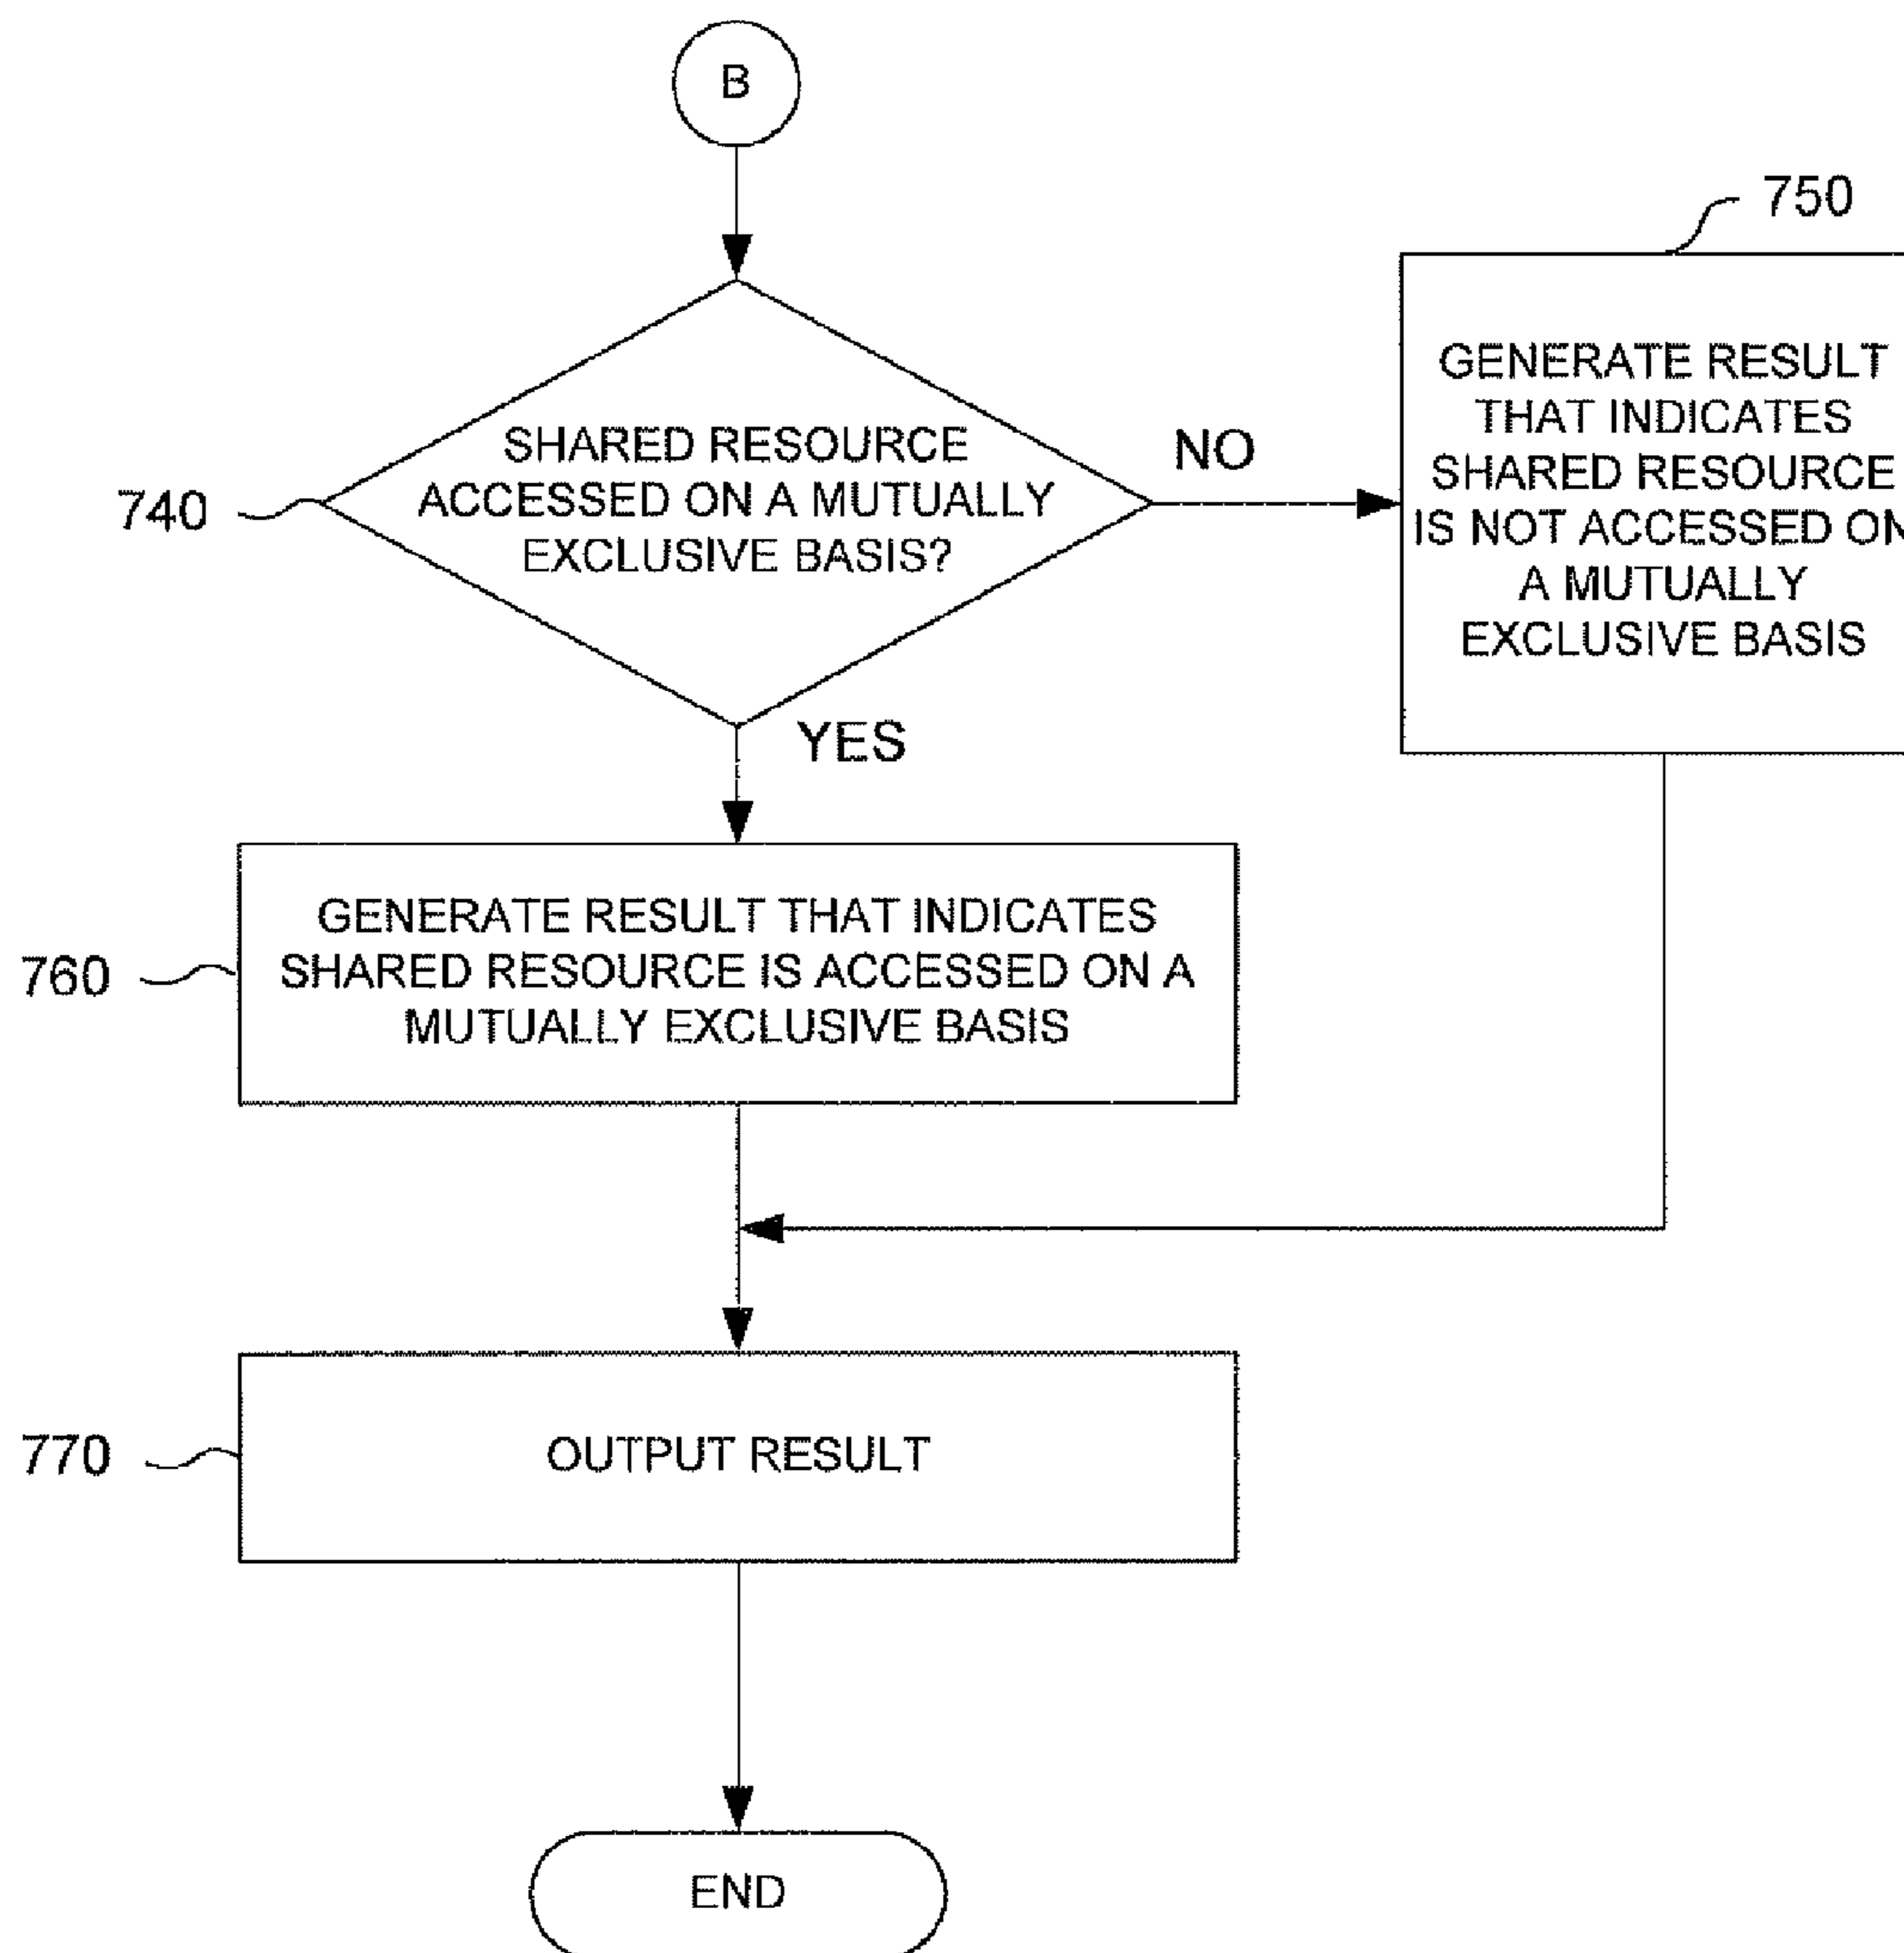 B
750
SHARED RESOURCE
ACCESSED ON A MUTUALLY
EXCLUSIVE BASIS?
740
NO
GENERATE RESULT
THAT INDICATES
SHARED RESOURCE
IS NOT ACCESSED ON
A MUTUALLY
EXCLUSIVE BASIS
YES
760
GENERATE RESULT THAT INDICATES
SHARED RESOURCE IS ACCESSED ON A
MUTUALLY EXCLUSIVE BASIS
770
OUTPUT RESULT
END